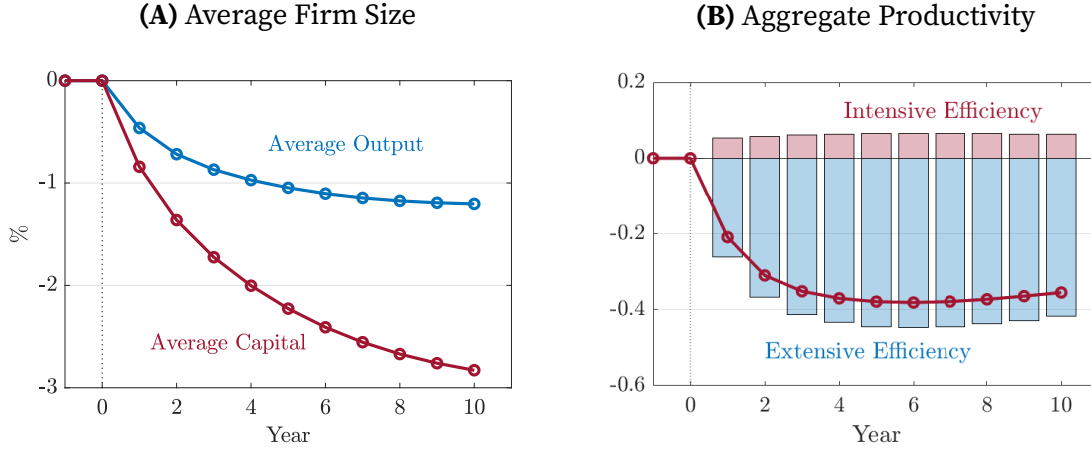 (A) Average Firm Size
0
-1
-2
-3
%
Average Output
Average Capital
0 2 4 6 8 10
Year
(B) Aggregate Productivity
0.2
0
-0.2
-0.4
-0.6
Intensive Efficiency
Extensive Efficiency
0 2 4 6 8 10
Year